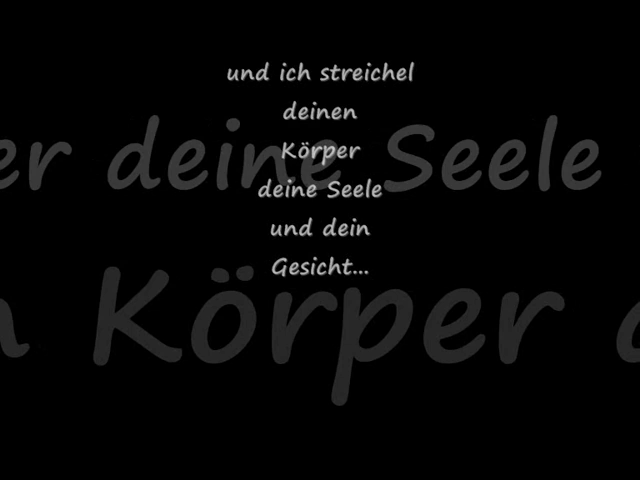 und ich streichel
deinen
er deine Seele
Körper
deine Seele
und dein
Gesicht...
n Körper d